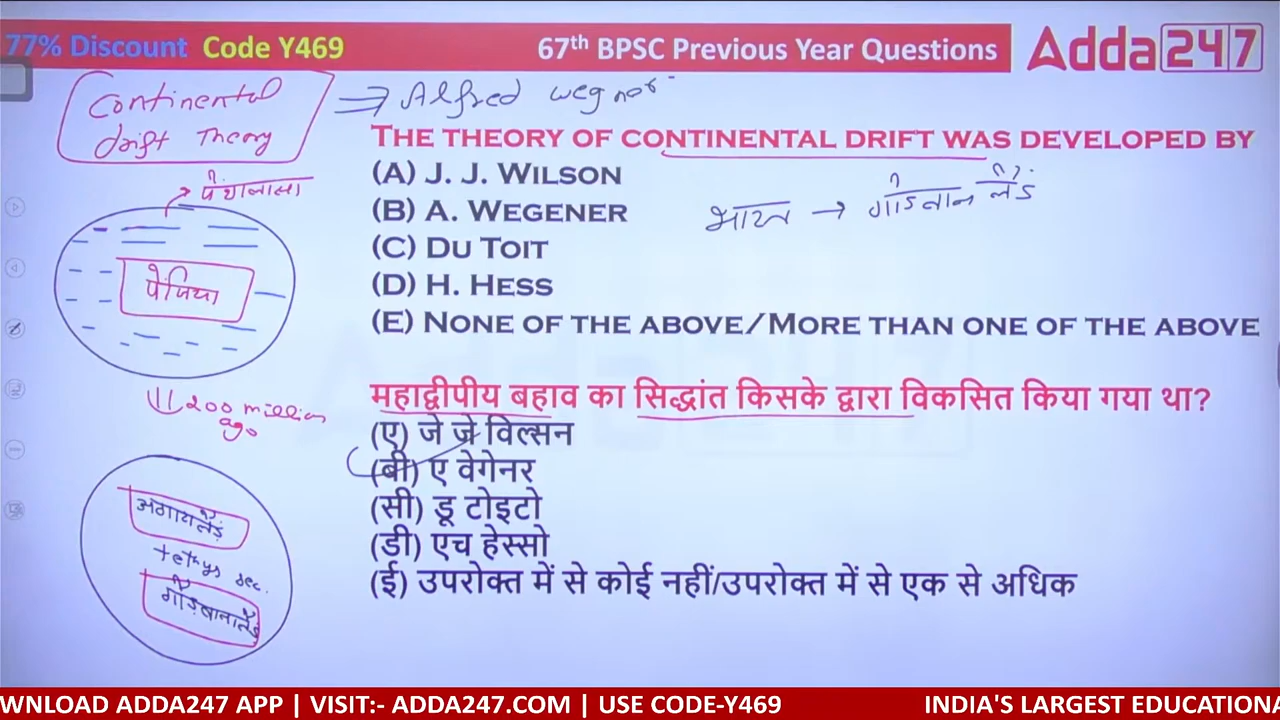 77% Discount Code Y469
67th BPSC Previous Year Questions
Adda247
Continental
drift Theory
⇒ Alfred wegner
THE THEORY OF CONTINENTAL DRIFT WAS DEVELOPED BY
(A) J. J. WILSON
(B) A. WEGENER
(C) DU TOIT
(D) H. HESS
(E) NONE OF THE ABOVE/MORE THAN ONE OF THE ABOVE
भारत →
पेंजिया
200 million
ago
महाद्वीपीय बहाव का सिद्धांत किसके द्वारा विकसित किया गया था?
(ए) जे जे विल्सन
(बी) ए वेगेनर
(सी) डू टोइटो
(डी) एच हेस्सो
(ई) उपरोक्त में से कोई नहीं/उपरोक्त में से एक से अधिक
tethys
WNLOAD ADDA247 APP | VISIT:- ADDA247.COM | USE CODE-Y469
INDIA'S LARGEST EDUCATIONA